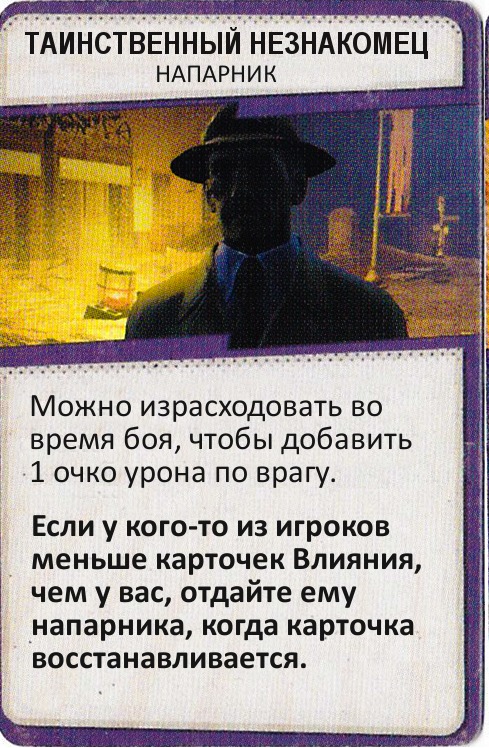 ТАИНСТВЕННЫЙ НЕЗНАКОМЕЦ
НАПАРНИК
Можно израсходовать во
время боя, чтобы добавить
1 очко урона по врагу.
Если у кого-то из игроков
меньше карточек Влияния,
чем у вас, отдайте ему
напарника, когда карточка
восстанавливается.